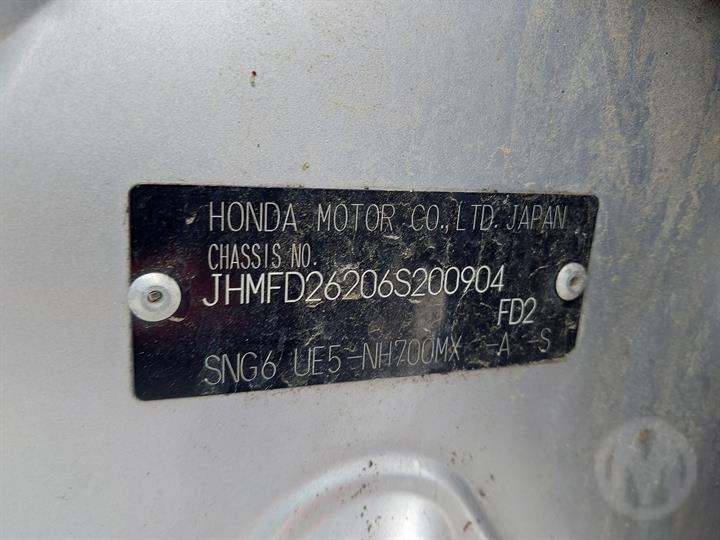 HONDA MOTOR CO., LTD. JAPAN
CHASSIS NO.
JHMFD26206S200904
FD2
SNG6 UE5-NH700MX -A -S
M